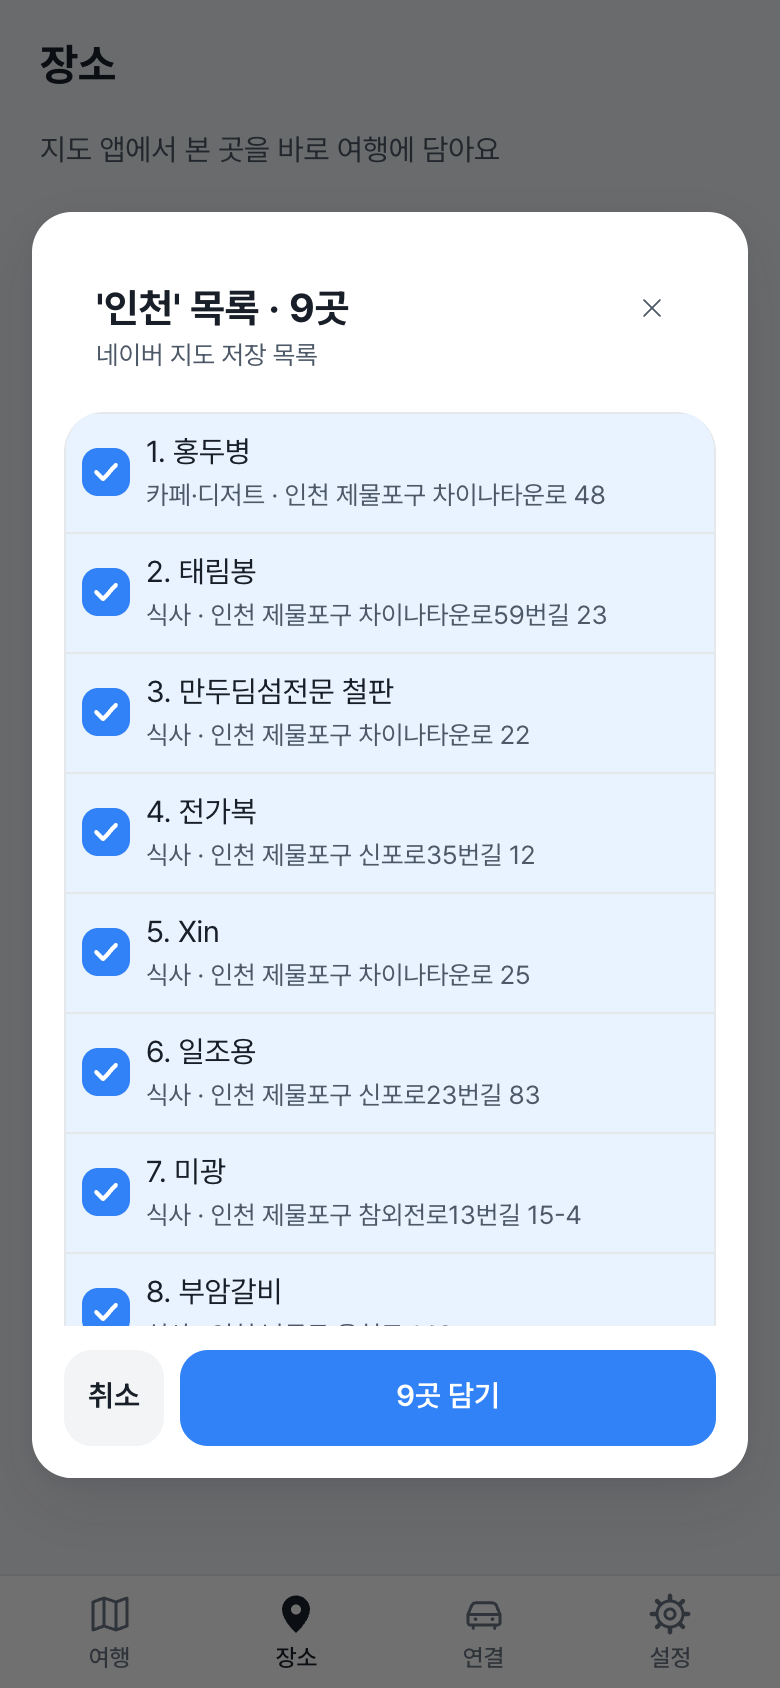 장소
지도 앱에서 본 곳을 바로 여행에 담아요
'인천' 목록 · 9곳
네이버 지도 저장 목록
1. 홍두병
카페·디저트 · 인천 제물포구 차이나타운로 48
2. 태림봉
식사 · 인천 제물포구 차이나타운로59번길 23
3. 만두딤섬전문 철판
식사 · 인천 제물포구 차이나타운로 22
4. 전가복
식사 · 인천 제물포구 신포로35번길 12
5. Xin
식사 · 인천 제물포구 차이나타운로 25
6. 일조용
식사 · 인천 제물포구 신포로23번길 83
7. 미광
식사 · 인천 제물포구 참외전로13번길 15-4
8. 부암갈비
취소
9곳 담기
여행
장소
연결
설정